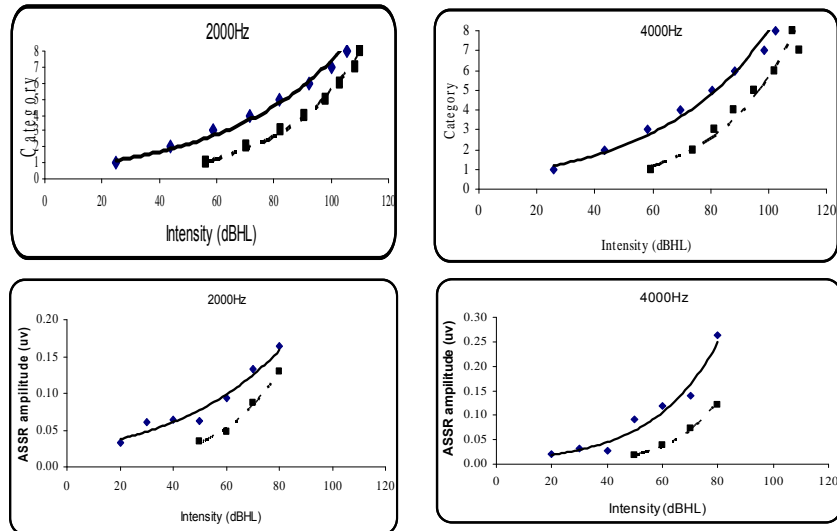 2000Hz
Category
8
7
6
5
4
3
2
1
0
0 20 40 60 80 100 120
Intensity (dBHL)
4000Hz
Category
8
7
6
5
4
3
2
1
0
0 20 40 60 80 100 120
Intensity (dBHL)
2000Hz
ASSR amplitude (uv)
0.20
0.15
0.10
0.05
0.00
0 20 40 60 80 100 120
Intensity (dBHL)
4000Hz
ASSR amplitude (uv)
0.30
0.25
0.20
0.15
0.10
0.05
0.00
0 20 40 60 80 100 120
Intensity (dBHL)